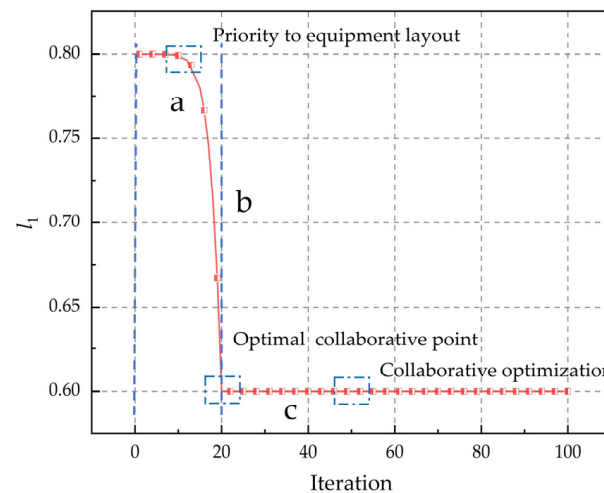 Priority to equipment layout
0.80
a
0.75
b
0.70
l1
0.65
Optimal collaborative point
Collaborative optimization
0.60
c
0 20 40 60 80 100
Iteration